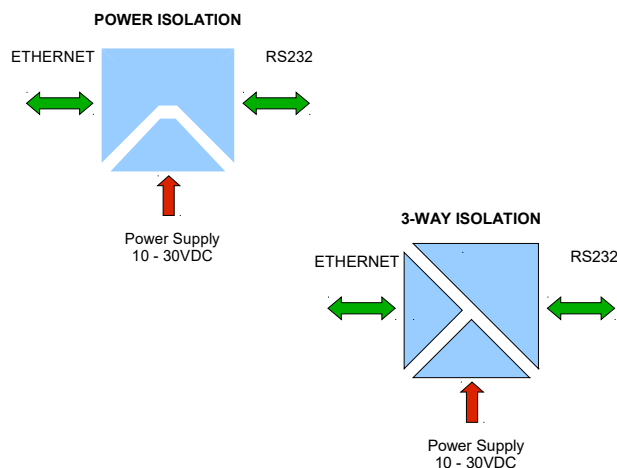 POWER ISOLATION
ETHERNET
RS232
Power Supply
10 - 30VDC
3-WAY ISOLATION
ETHERNET
RS232
Power Supply
10 - 30VDC